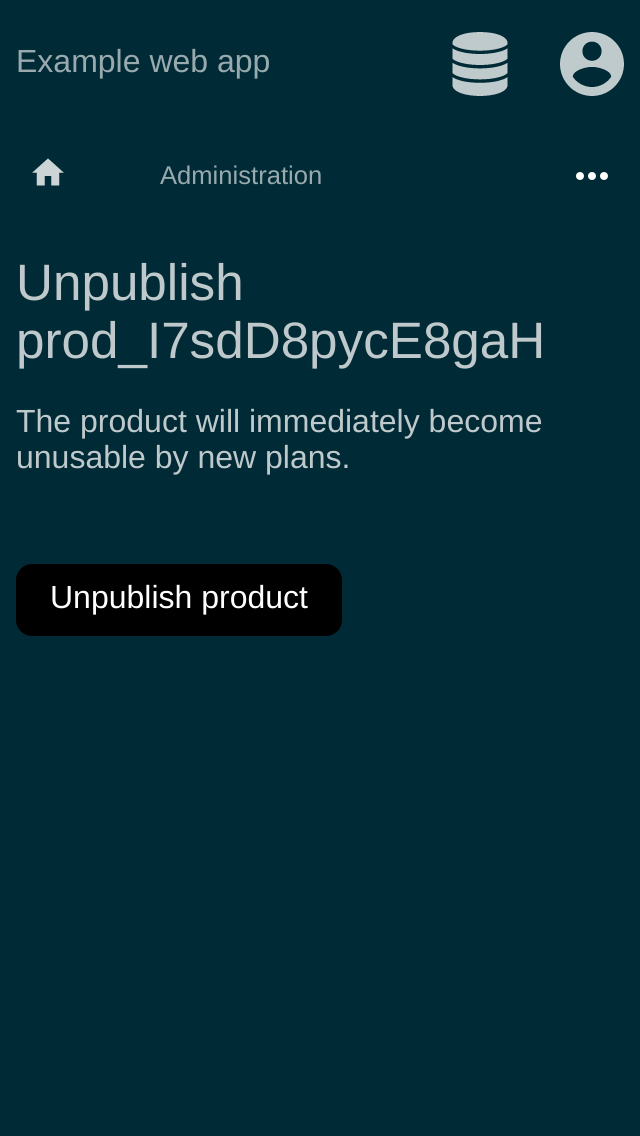 Example web app
Administration
Unpublish
prod_I7sdD8pycE8gaH
The product will immediately become
unusable by new plans.
Unpublish product